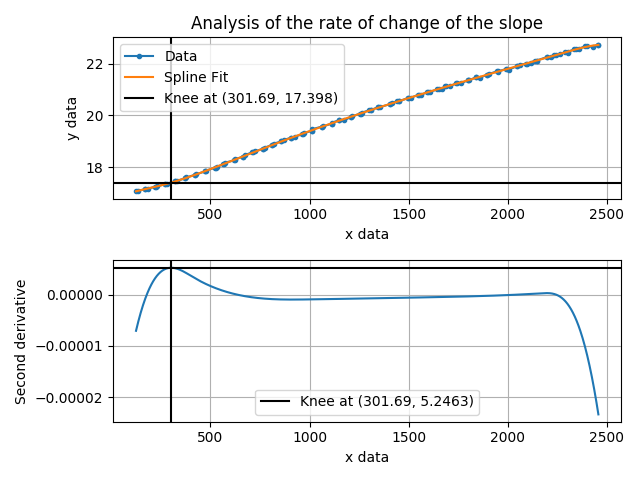 Analysis of the rate of change of the slope
Data
Spline Fit
Knee at (301.69, 17.398)
22
20
18
y data
500 1000 1500 2000 2500
x data
0.00000
−0.00001
−0.00002
Second derivative
Knee at (301.69, 5.2463)
500 1000 1500 2000 2500
x data